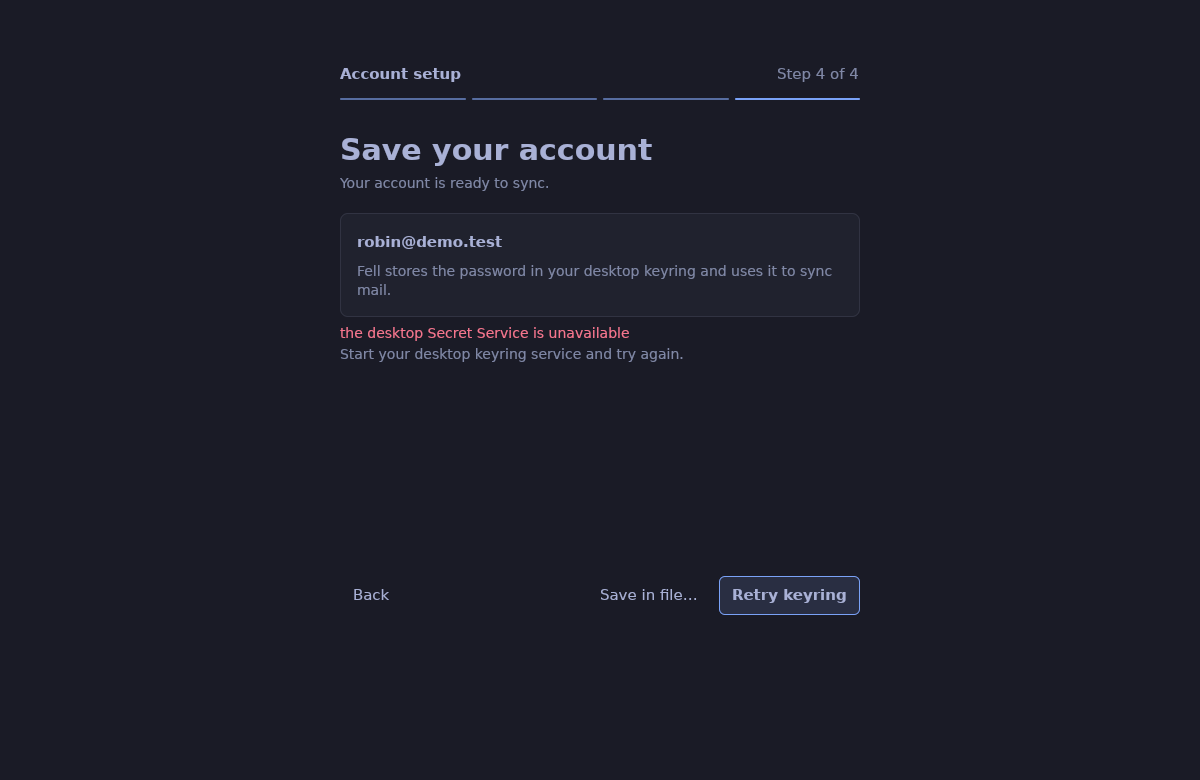 Account setup
Step 4 of 4
Save your account
Your account is ready to sync.
robin@demo.test
Fell stores the password in your desktop keyring and uses it to sync
mail.
the desktop Secret Service is unavailable
Start your desktop keyring service and try again.
Back
Save in file…
Retry keyring